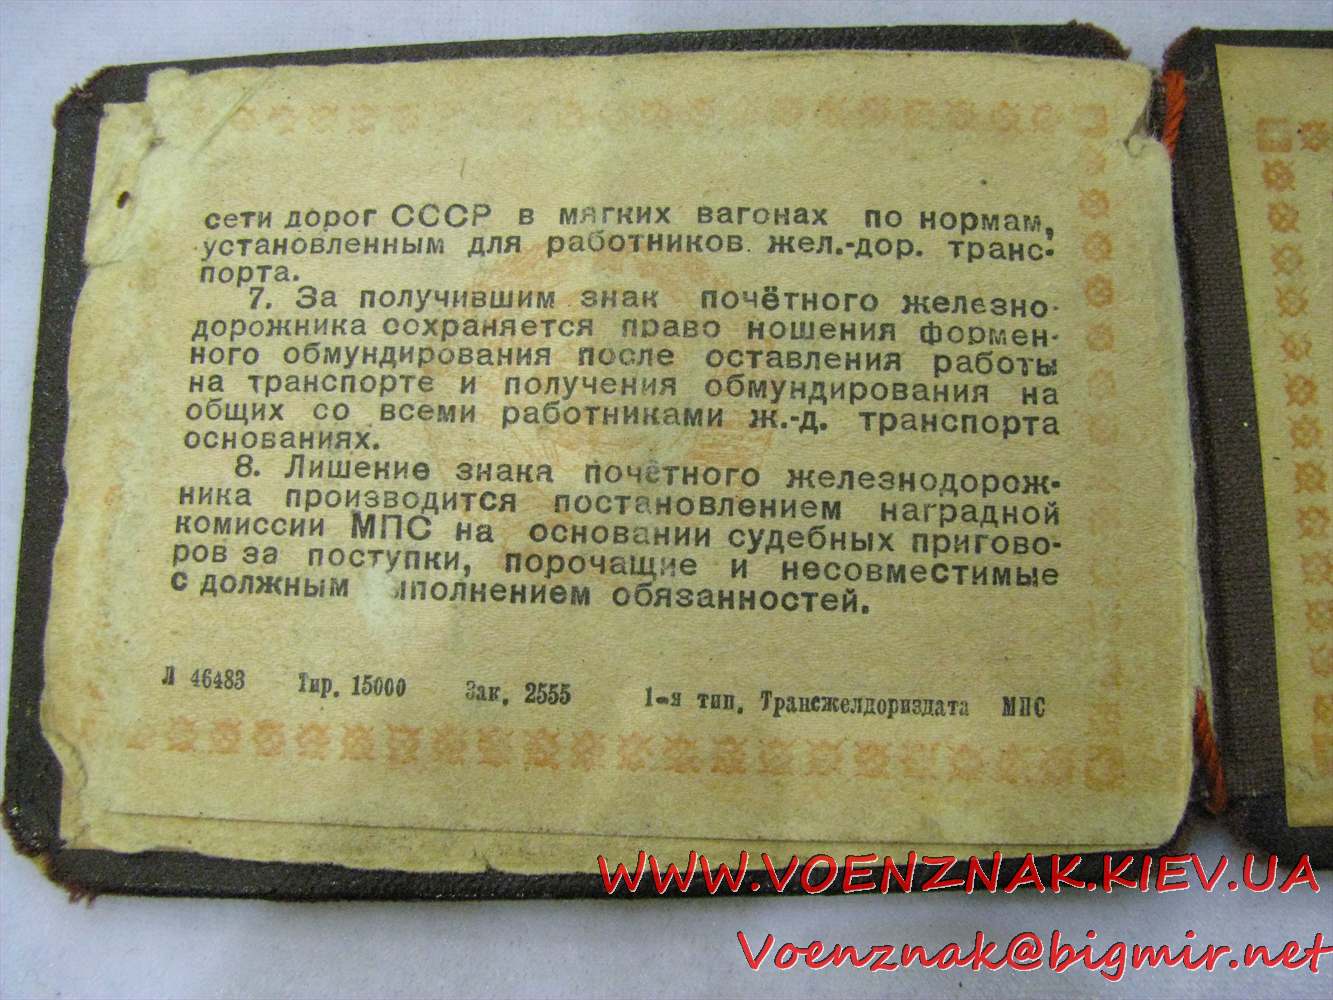 сети дорог СССР в мягких вагонах по нормам,
установленным для работников жел.-дор. транс-
порта.
7. За получившим знак почётного железно-
дорожника сохраняется право ношения формен-
ного обмундирования после оставления работы
на транспорте и получения обмундирования на
общих со всеми работниками ж.-д. транспорта
основаниях.
8. Лишение знака почётного железнодорож-
ника производится постановлением наградной
комиссии МПС на основании судебных пригово-
ров за поступки, порочащие и несовместимые
с должным выполнением обязанностей.
Л 46483 Тир. 15000 Зак. 2555 1-я тип. Трансжелдориздата МПС
WWW.VOENZNAK.KIEV.UA
Voenznak@bigmir.net